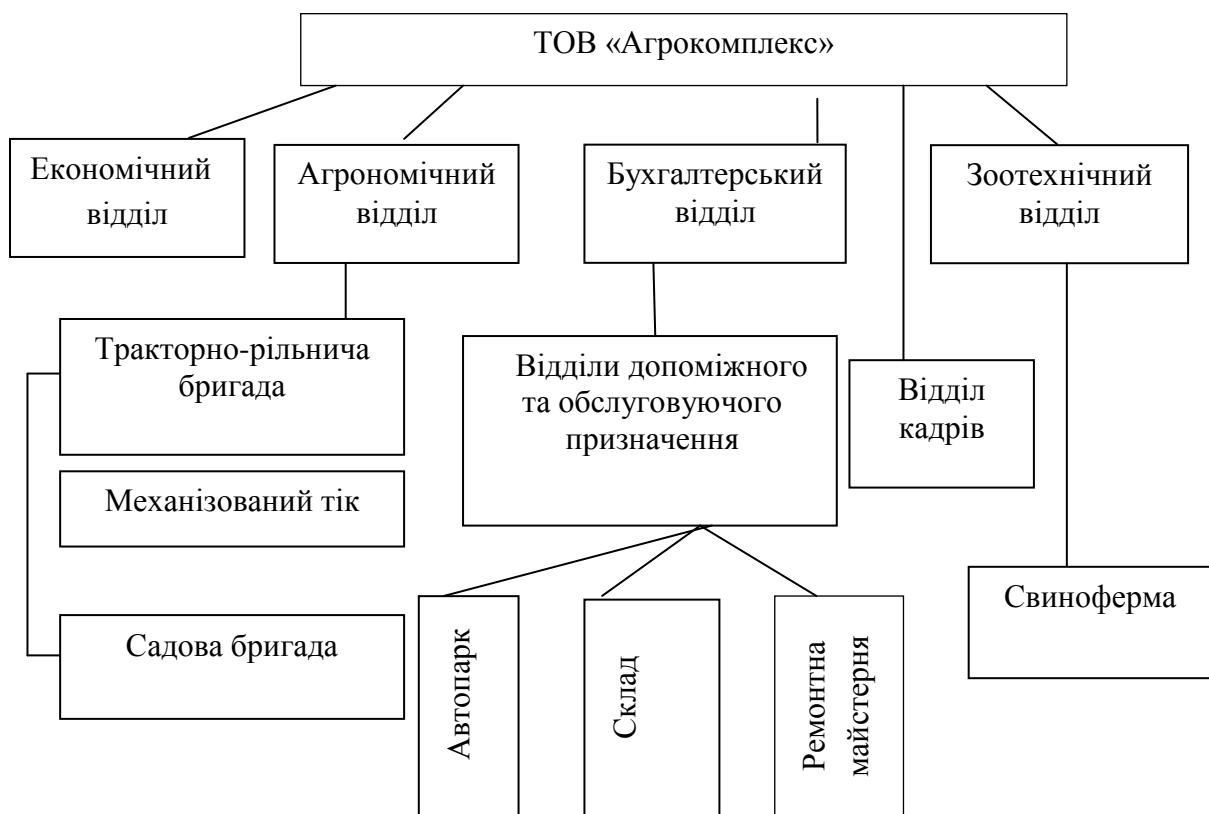 ТОВ «Агрокомплекс»
Економічний
відділ
Агрономічний
відділ
Бухгалтерський
відділ
Зоотехнічний
відділ
Тракторно-рільнича
бригада
Відділи допоміжного
та обслуговуючого
призначення
Відділ
кадрів
Механізований тік
Садова бригада
Автопарк
Склад
Ремонтна
майстерня
Свиноферма